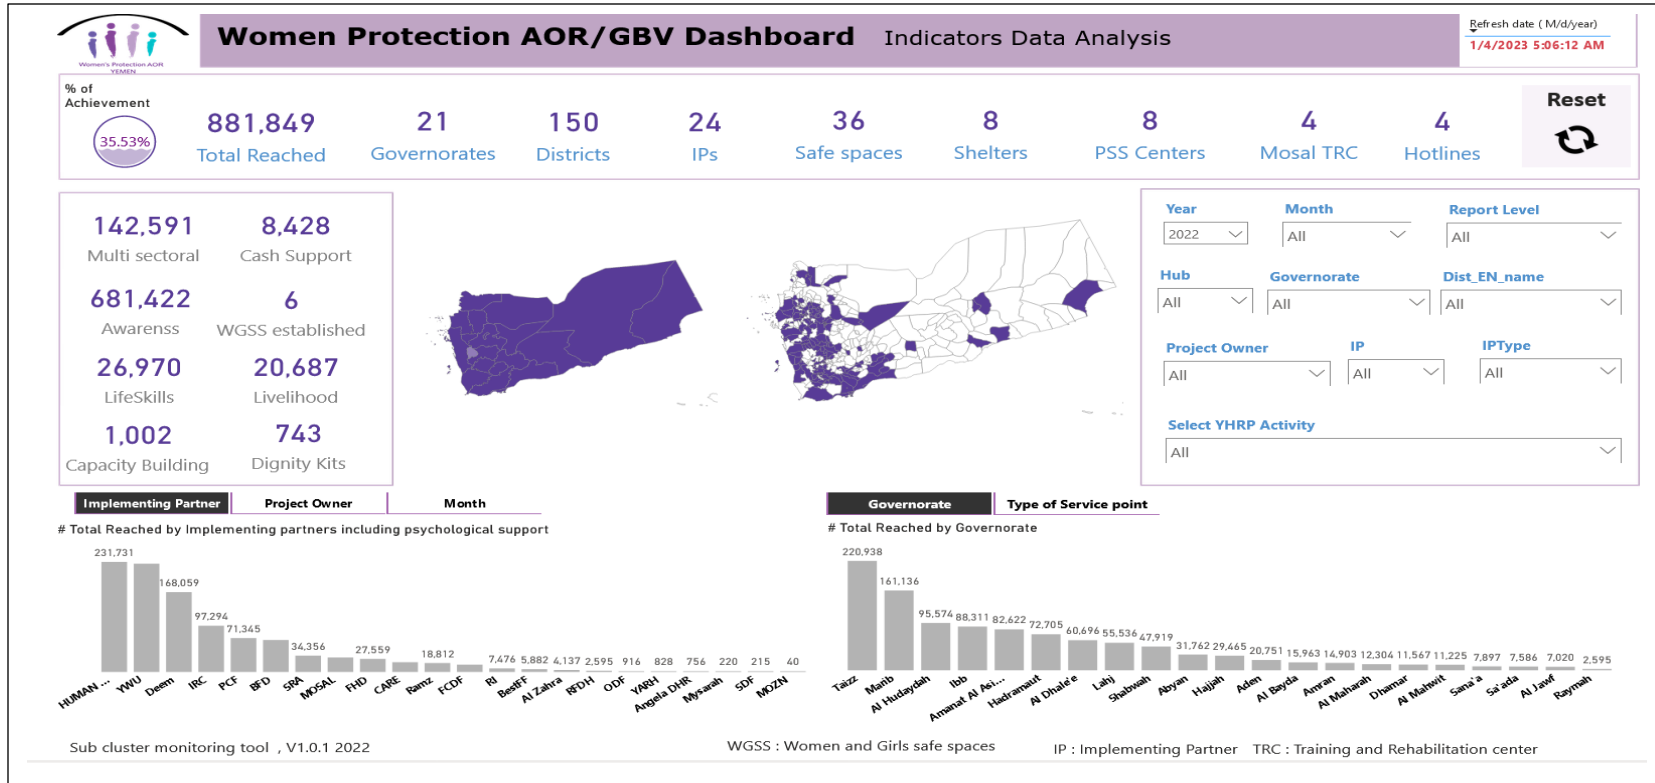 Women's Protection AOR
YEMEN
Women Protection AOR/GBV Dashboard Indicators Data Analysis
Refresh date ( M/d/year)
1/4/2023 5:06:12 AM
% of
Achievement
35.53%
881,849
Total Reached
21
Governorates
150
Districts
24
IPs
36
Safe spaces
8
Shelters
8
PSS Centers
4
Mosal TRC
4
Hotlines
Reset
142,591
Multi sectoral
8,428
Cash Support
681,422
Awarenss
6
WGSS established
26,970
LifeSkills
20,687
Livelihood
1,002
Capacity Building
743
Dignity Kits
Year
2022
Month
All
Report Level
All
Hub
All
Governorate
All
Dist_EN_name
All
Project Owner
All
IP
All
IPType
All
Select YHRP Activity
All
Implementing Partner Project Owner Month
# Total Reached by Implementing partners including psychological support
231,731 168,059 97,294 71,345 34,356 27,559 18,812 7,476 5,882 4,137 2,595 916 828 756 220 215 40
HUMAN ... YWU Deem IRC PCF BFD SRA MOSAL FHD CARE Ramz FCDF RI BestFF Al Zahra RFDH ODF YARH Angela DHR Mysarah SDF MOZN
Governorate Type of Service point
# Total Reached by Governorate
220,938 161,136 95,574 88,311 82,622 72,705 60,696 55,536 47,919 31,762 29,465 20,751 15,963 14,903 12,304 11,567 11,225 7,897 7,586 7,020 2,595
Taizz Marib Al Hudaydah Ibb Amanat Al Asi... Hadramaut Al Dhale'e Lahj Shabwah Abyan Hajjah Aden Al Bayda Amran Al Maharah Dhamar Al Mahwit Sana'a Sa'ada Al Jawf Raymah
Sub cluster monitoring tool , V1.0.1 2022
WGSS : Women and Girls safe spaces
IP : Implementing Partner TRC : Training and Rehabilitation center